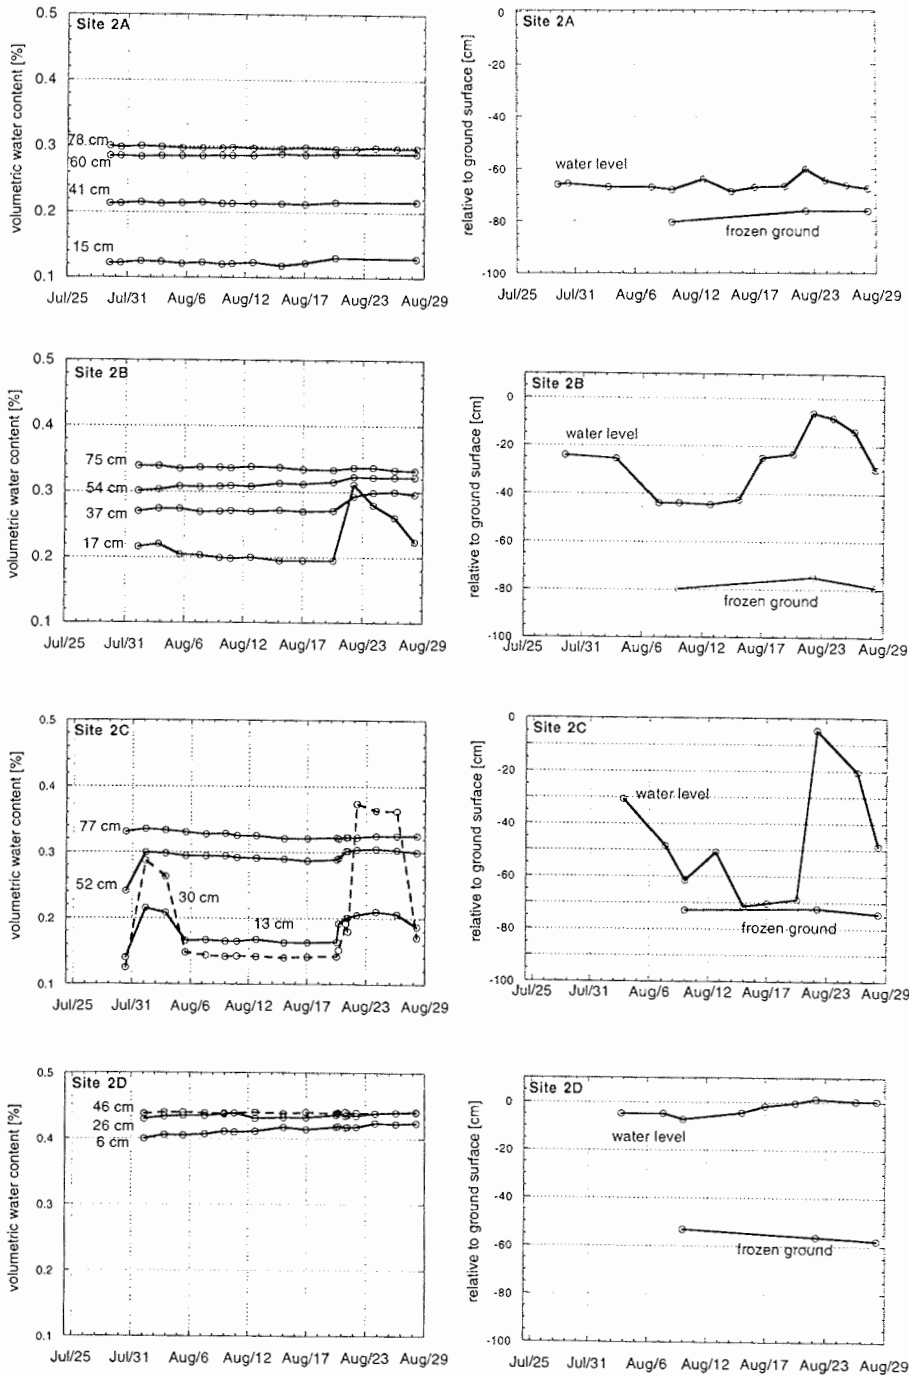 Site 2A
volumetric water content [%]
0.5
0.4
0.3
0.2
0.1
78 cm
60 cm
41 cm
15 cm
Jul/25 Jul/31 Aug/6 Aug/12 Aug/17 Aug/23 Aug/29
Site 2A
relative to ground surface [cm]
0
-20
-40
-60
-80
-100
water level
frozen ground
Jul/25 Jul/31 Aug/6 Aug/12 Aug/17 Aug/23 Aug/29
Site 2B
volumetric water content [%]
0.5
0.4
0.3
0.2
0.1
75 cm
54 cm
37 cm
17 cm
Jul/25 Jul/31 Aug/6 Aug/12 Aug/17 Aug/23 Aug/29
Site 2B
relative to ground surface [cm]
0
-20
-40
-60
-80
-100
water level
frozen ground
Jul/25 Jul/31 Aug/6 Aug/12 Aug/17 Aug/23 Aug/29
Site 2C
volumetric water content [%]
0.5
0.4
0.3
0.2
0.1
77 cm
52 cm
30 cm
13 cm
Jul/25 Jul/31 Aug/6 Aug/12 Aug/17 Aug/23 Aug/29
Site 2C
relative to ground surface [cm]
0
-20
-40
-60
-80
-100
water level
frozen ground
Jul/25 Jul/31 Aug/6 Aug/12 Aug/17 Aug/23 Aug/29
Site 2D
volumetric water content [%]
0.5
0.4
0.3
0.2
0.1
46 cm
26 cm
6 cm
Jul/25 Jul/31 Aug/6 Aug/12 Aug/17 Aug/23 Aug/29
Site 2D
relative to ground surface [cm]
0
-20
-40
-60
-80
-100
water level
frozen ground
Jul/25 Jul/31 Aug/6 Aug/12 Aug/17 Aug/23 Aug/29